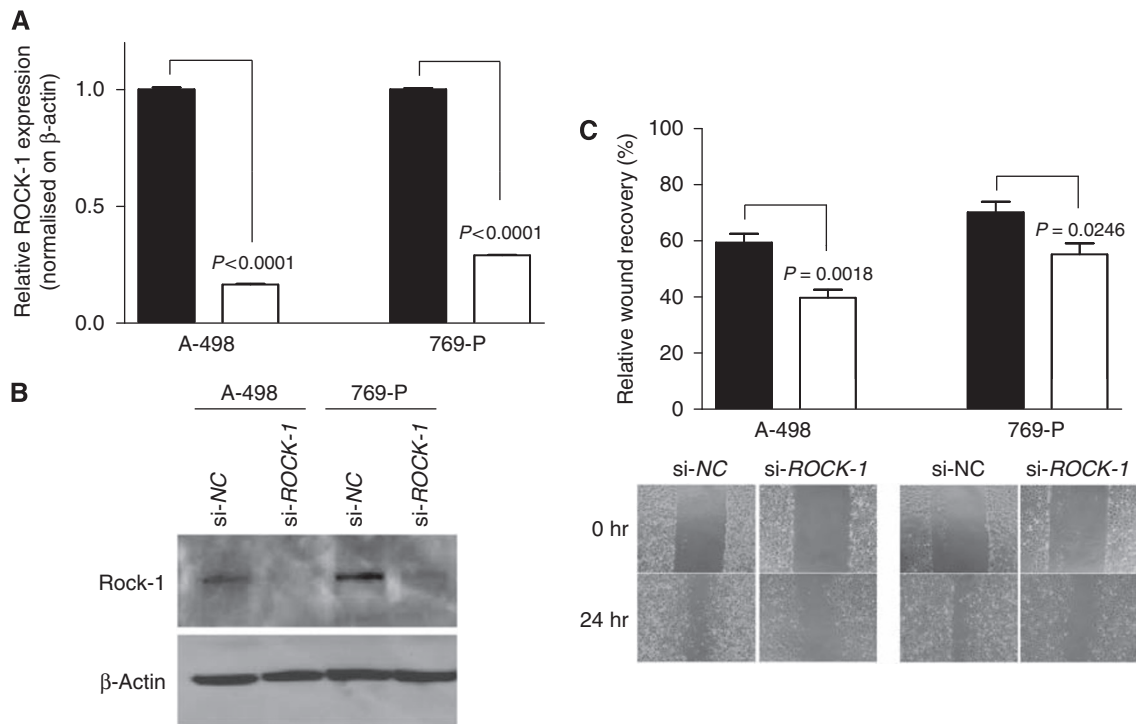 A
Relative ROCK-1 expression
(normalised on β-actin)
1.0
0.5
0.0
P<0.0001
P<0.0001
A-498
769-P
B
A-498
769-P
si-NC
si-ROCK-1
si-NC
si-ROCK-1
Rock-1
β-Actin
C
Relative wound recovery (%)
100
80
60
40
20
0
P = 0.0018
P = 0.0246
A-498
769-P
si-NC
si-ROCK-1
si-NC
si-ROCK-1
0 hr
24 hr